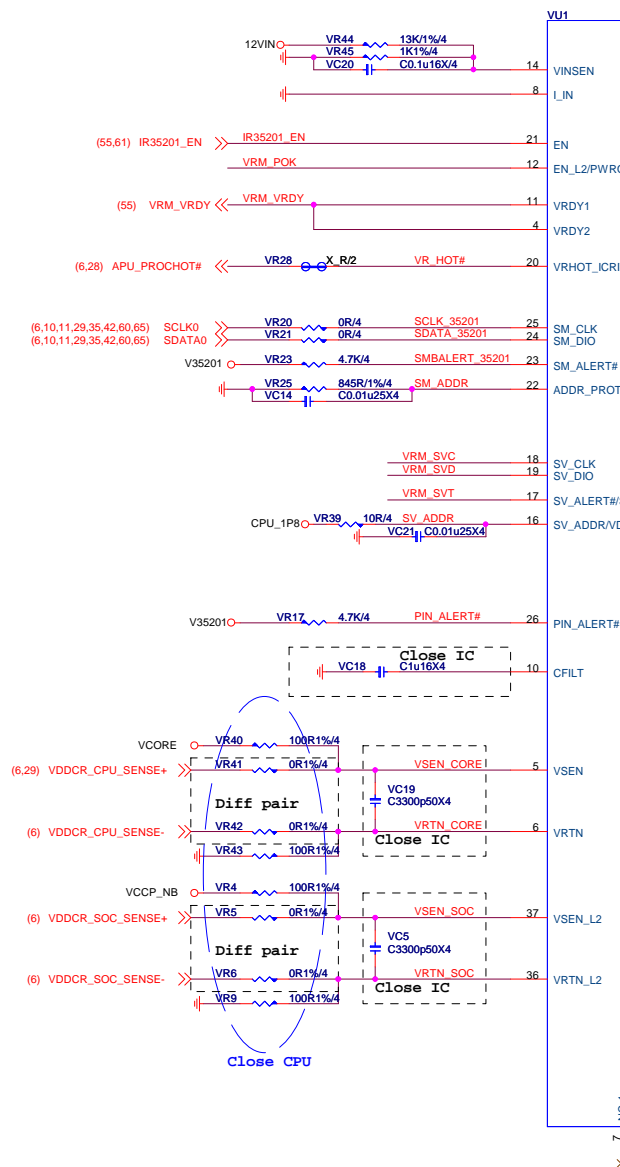 VU1
12VIN VR44 13K/1%/4
VR45 1K1%/4
VC20 C0.1u16X/4
14 VINSEN
8 I_IN
(55,61) IR35201_EN IR35201_EN 21 EN
VRM_POK 12 EN_L2/PWRO
(55) VRM_VRDY VRM_VRDY 11 VRDY1
4 VRDY2
(6,28) APU_PROCHOT# VR28 X_R/2 VR_HOT# 20 VRHOT_ICRI
(6,10,11,29,35,42,60,65) SCLK0 VR20 0R/4 SCLK_35201 25 SM_CLK
(6,10,11,29,35,42,60,65) SDATA0 VR21 0R/4 SDATA_35201 24 SM_DIO
V35201 VR23 4.7K/4 SMBALERT_35201 23 SM_ALERT#
VR25 845R/1%/4 SM_ADDR 22 ADDR_PROT
VC14 C0.01u25X4
VRM_SVC 18 SV_CLK
VRM_SVD 19 SV_DIO
VRM_SVT 17 SV_ALERT#/
CPU_1P8 VR39 10R/4 SV_ADDR 16 SV_ADDR/VD
VC21 C0.01u25X4
V35201 VR17 4.7K/4 PIN_ALERT# 26 PIN_ALERT#
Close IC
VC18 C1u16X4 10 CFILT
VCORE VR40 100R1%/4
(6,29) VDDCR_CPU_SENSE+ VR41 0R1%/4 VSEN_CORE 5 VSEN
Diff pair VC19
C3300p50X4
(6) VDDCR_CPU_SENSE- VR42 0R1%/4 VRTN_CORE 6 VRTN
Close IC
VR43 100R1%/4
VCCP_NB VR4 100R1%/4
(6) VDDCR_SOC_SENSE+ VR5 0R1%/4 VSEN_SOC 37 VSEN_L2
Diff pair VC5
C3300p50X4
(6) VDDCR_SOC_SENSE- VR6 0R1%/4 VRTN_SOC 36 VRTN_L2
Close IC
VR9 100R1%/4
Close CPU
7